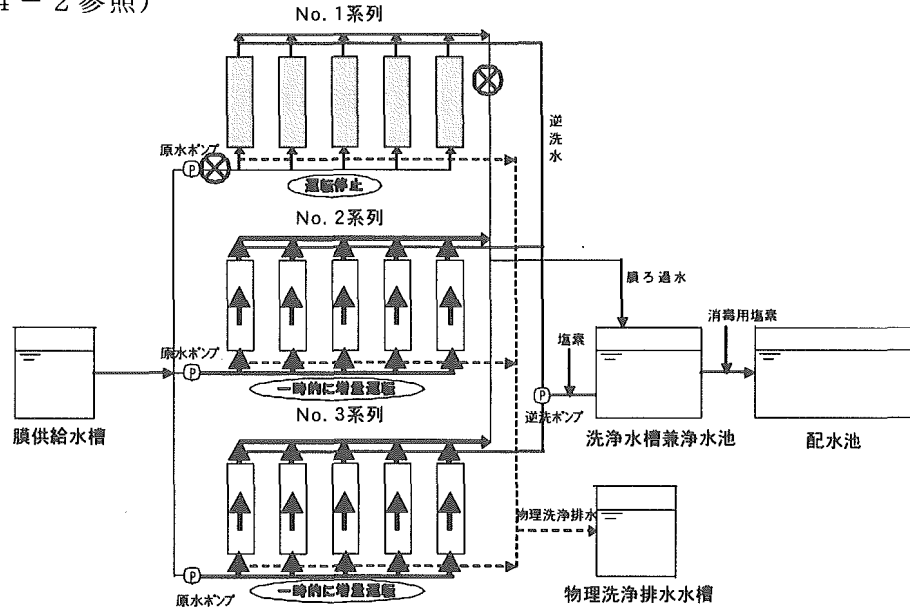 4－2参照）
No. 1系列
原水ポンプ
P
運転停止
逆洗水
No. 2系列
膜ろ過水
消毒用塩素
塩素
原水ポンプ
P
一時的に増量運転
P
逆洗ポンプ
膜供給水槽
洗浄水槽兼浄水池
配水池
No. 3系列
物理洗浄排水
P
一時的に増量運転
原水ポンプ
物理洗浄排水水槽